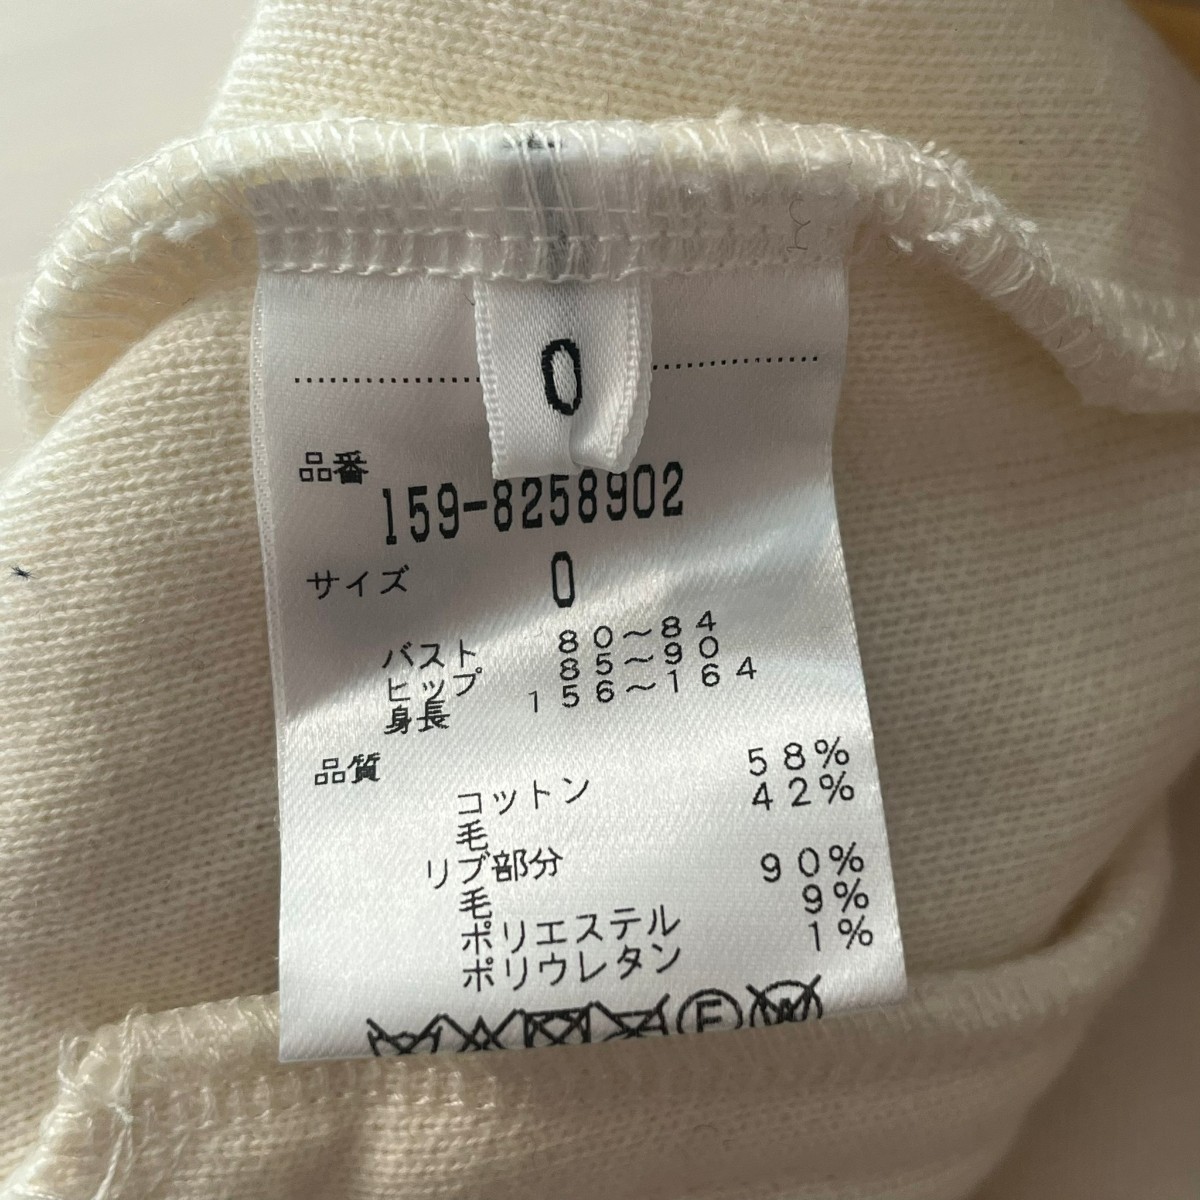 0
品番
159-8258902
サイズ 0
バスト 80～84
ヒップ 85～90
身長 156～164
品質
コットン 58%
毛 42%
リブ部分
毛 90%
ポリエステル 9%
ポリウレタン 1%
F W